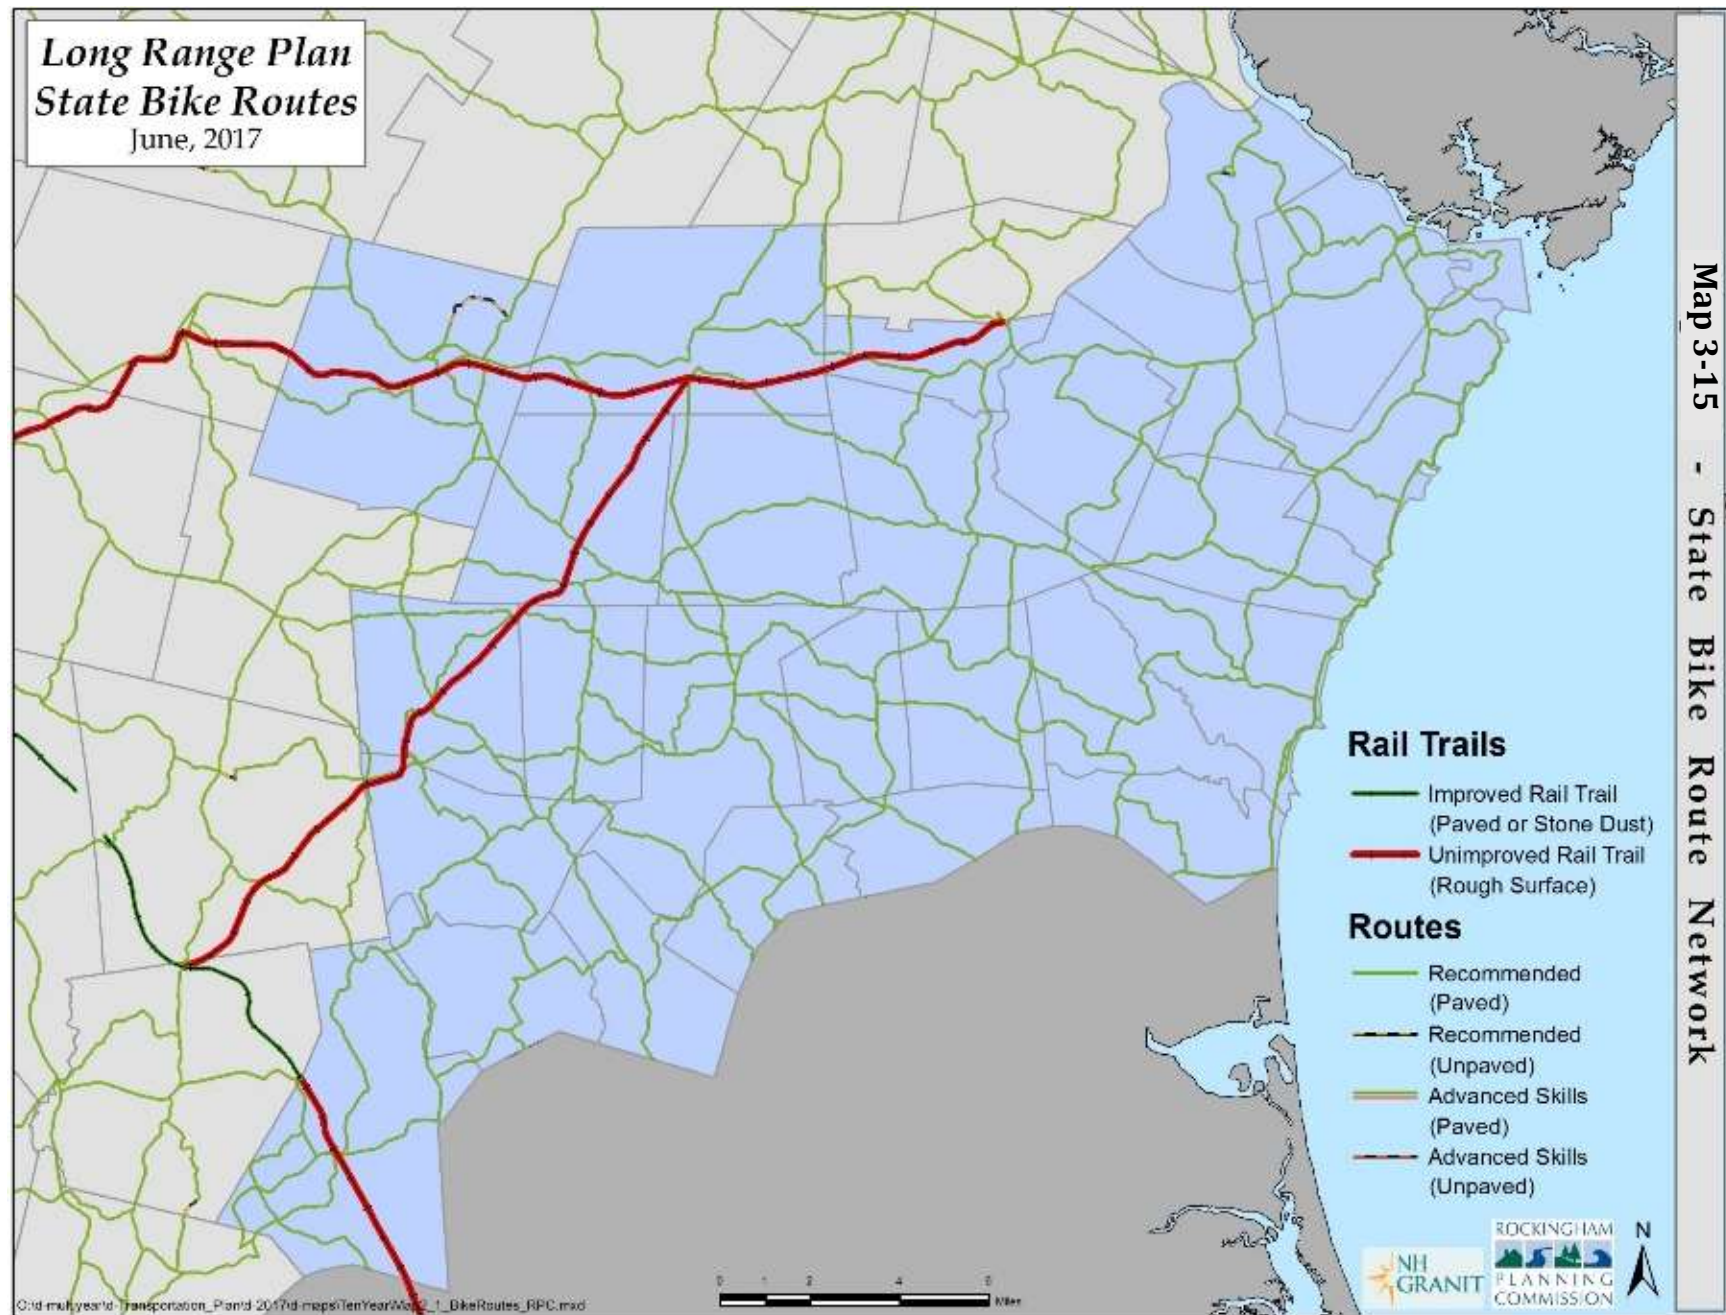 Long Range Plan
State Bike Routes
June, 2017
Map 3-15 - State Bike Route Network
Rail Trails
Improved Rail Trail
(Paved or Stone Dust)
Unimproved Rail Trail
(Rough Surface)
Routes
Recommended
(Paved)
Recommended
(Unpaved)
Advanced Skills
(Paved)
Advanced Skills
(Unpaved)
NH
GRANIT
ROCKINGHAM
PLANNING
COMMISSION
N
0 1 2 4 6
Miles